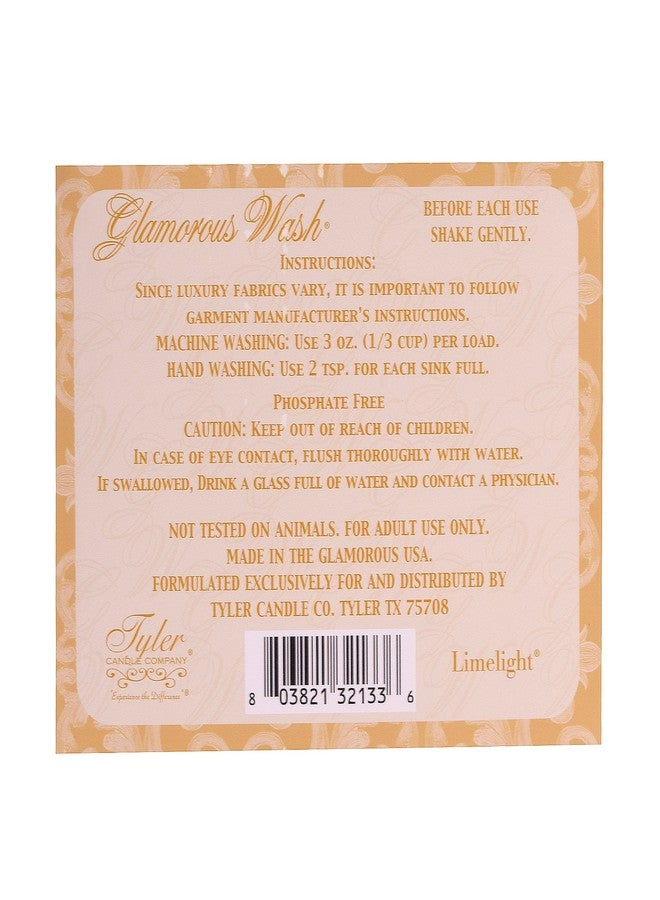 Glamorous Wash®
BEFORE EACH USE
SHAKE GENTLY.
INSTRUCTIONS:
SINCE LUXURY FABRICS VARY, IT IS IMPORTANT TO FOLLOW
GARMENT MANUFACTURER'S INSTRUCTIONS.
MACHINE WASHING: USE 3 OZ. (1/3 CUP) PER LOAD.
HAND WASHING: USE 2 TSP. FOR EACH SINK FULL.
PHOSPHATE FREE
CAUTION: KEEP OUT OF REACH OF CHILDREN.
IN CASE OF EYE CONTACT, FLUSH THOROUGHLY WITH WATER.
IF SWALLOWED, DRINK A GLASS FULL OF WATER AND CONTACT A PHYSICIAN.
NOT TESTED ON ANIMALS. FOR ADULT USE ONLY.
MADE IN THE GLAMOROUS USA.
FORMULATED EXCLUSIVELY FOR AND DISTRIBUTED BY
TYLER CANDLE CO. TYLER TX 75708
Tyler
CANDLE COMPANY®
"Experience the Difference"®
8 03821 32133 6
Limelight®